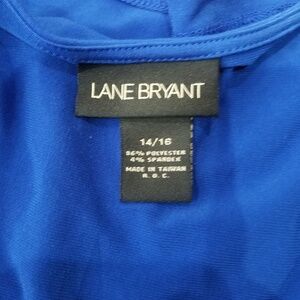 LANE BRYANT
14/16
96% POLYESTER
4% SPANDEX
MADE IN TAIWAN
R. O. C.